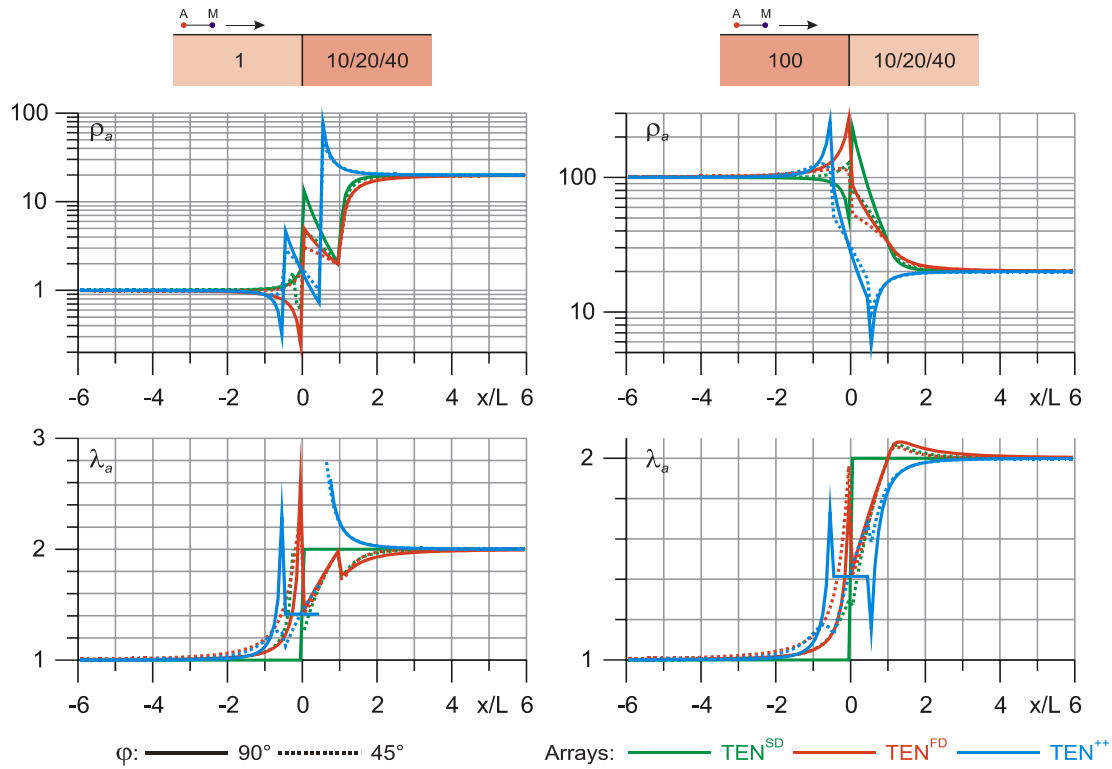 A M
A M
1 10/20/40
100 10/20/40
100
10
1
ρa
-6 -4 -2 0 2 4 x/L 6
100
10
ρa
-6 -4 -2 0 2 4 x/L 6
3
2
1
λa
-6 -4 -2 0 2 4 x/L 6
2
1
λa
-6 -4 -2 0 2 4 x/L 6
φ: 90° 45° Arrays: TEN^SD TEN^FD TEN^++